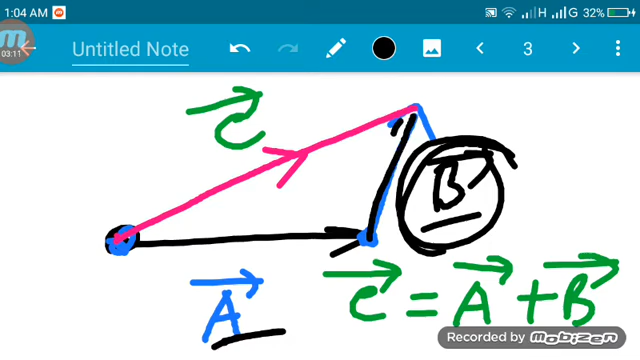 1:04 AM H G 32%
03:11 Untitled Note 3
C
B
A
C = A + B
Recorded by mobizen